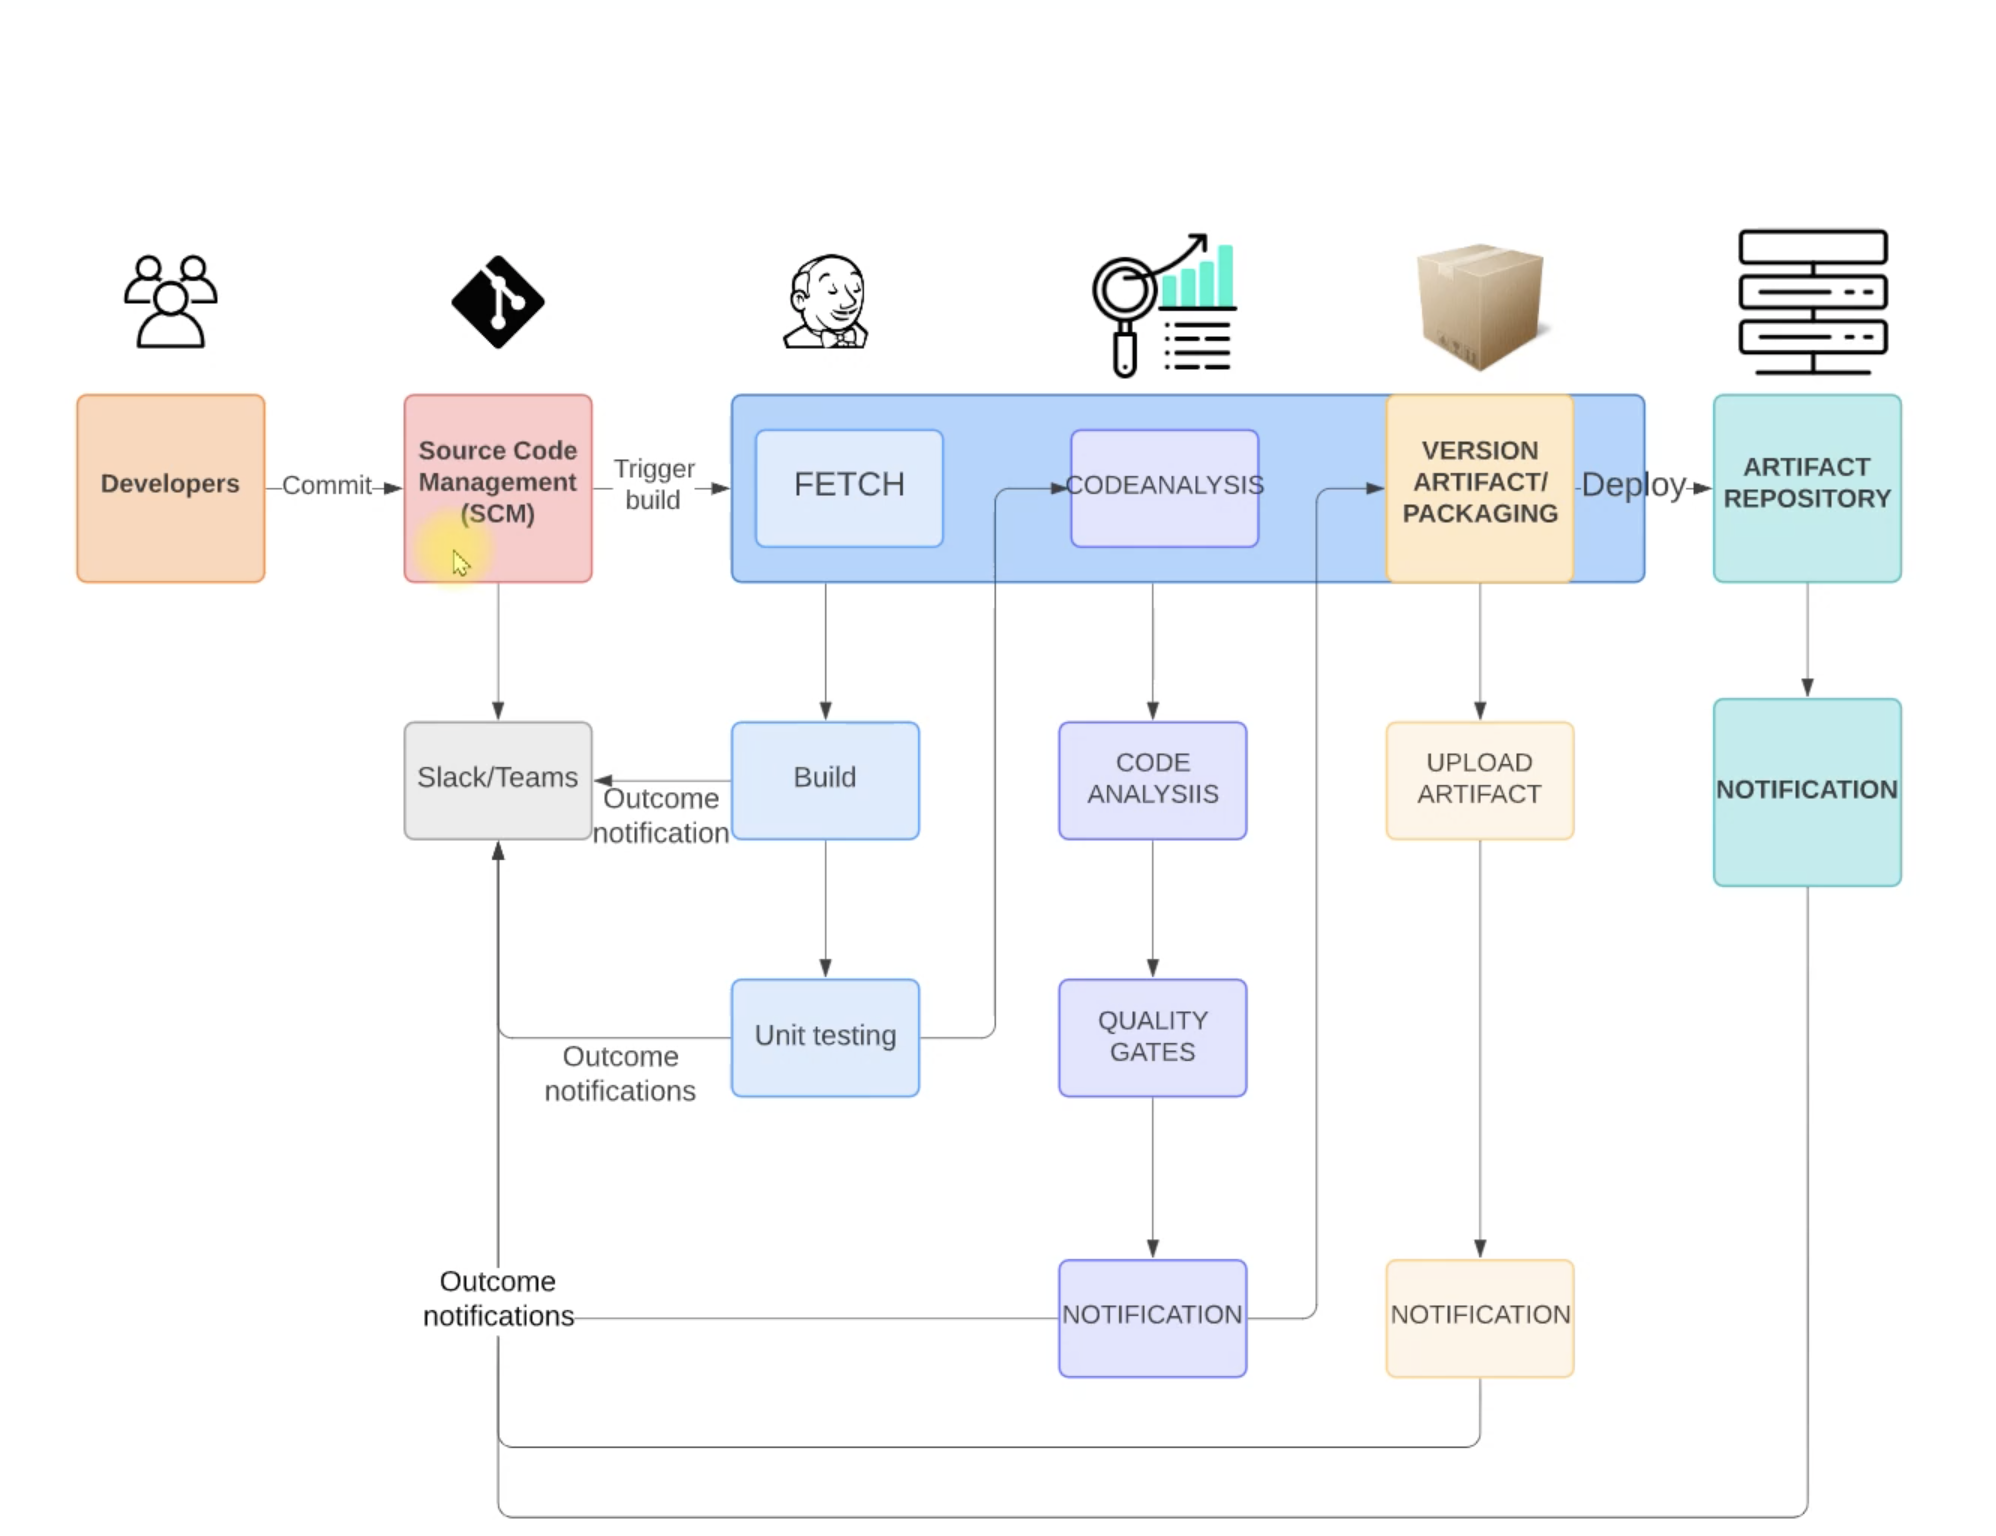 Developers
Commit
Source Code
Management
(SCM)
Trigger
build
FETCH
CODEANALYSIS
VERSION
ARTIFACT/
PACKAGING
Deploy
ARTIFACT
REPOSITORY
Slack/Teams
Outcome
notification
Build
CODE
ANALYSIIS
UPLOAD
ARTIFACT
NOTIFICATION
Outcome
notifications
Unit testing
QUALITY
GATES
Outcome
notifications
NOTIFICATION
NOTIFICATION